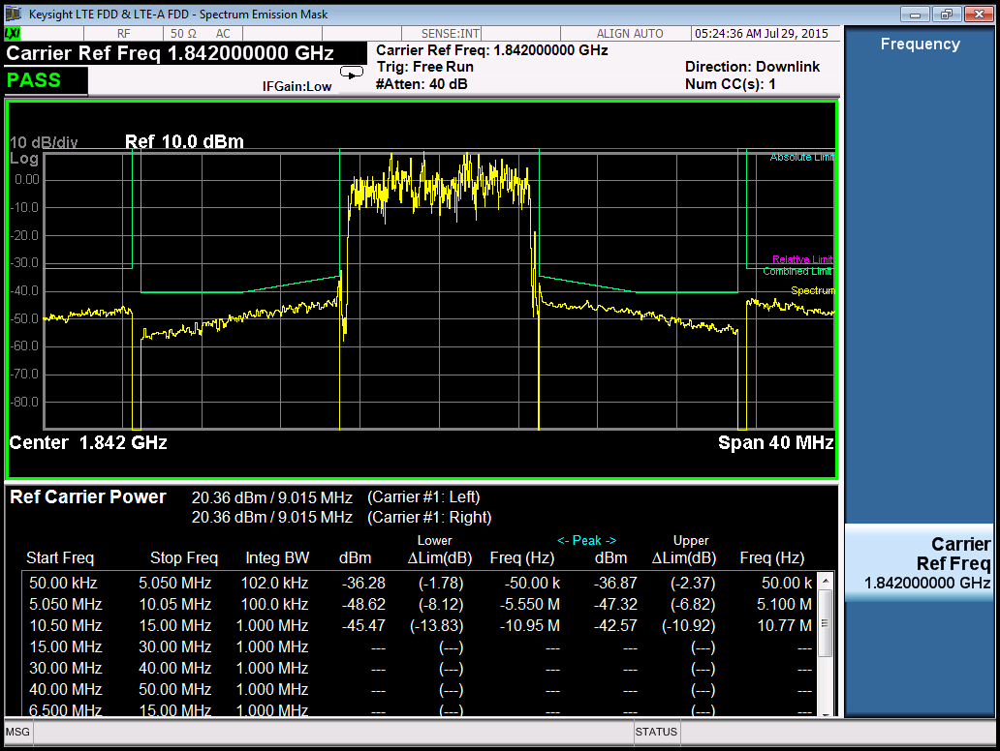 Keysight LTE FDD & LTE-A FDD - Spectrum Emission Mask
LXI RF 50 Ω AC SENSE:INT ALIGN AUTO 05:24:36 AM Jul 29, 2015
Carrier Ref Freq 1.842000000 GHz
Carrier Ref Freq: 1.842000000 GHz
Trig: Free Run Direction: Downlink
PASS
IFGain:Low #Atten: 40 dB Num CC(s): 1
Frequency
10 dB/div Ref 10.0 dBm
Log
Absolute Limit
0.00
-10.0
-20.0
-30.0
Relative Limit
Combined Limit
-40.0
Spectrum
-50.0
-60.0
-70.0
-80.0
Center 1.842 GHz Span 40 MHz
Ref Carrier Power 20.36 dBm / 9.015 MHz (Carrier #1: Left)
20.36 dBm / 9.015 MHz (Carrier #1: Right)
Lower <- Peak -> Upper
Start Freq Stop Freq Integ BW dBm ΔLim(dB) Freq (Hz) dBm ΔLim(dB) Freq (Hz)
50.00 kHz 5.050 MHz 102.0 kHz -36.28 (-1.78) -50.00 k -36.87 (-2.37) 50.00 k
5.050 MHz 10.05 MHz 100.0 kHz -48.62 (-8.12) -5.550 M -47.32 (-6.82) 5.100 M
10.50 MHz 15.00 MHz 1.000 MHz -45.47 (-13.83) -10.95 M -42.57 (-10.92) 10.77 M
15.00 MHz 30.00 MHz 1.000 MHz --- (---) --- --- (---) ---
30.00 MHz 40.00 MHz 1.000 MHz --- (---) --- --- (---) ---
40.00 MHz 50.00 MHz 1.000 MHz --- (---) --- --- (---) ---
6.500 MHz 15.00 MHz 1.000 MHz --- (---) --- --- (---) ---
Carrier
Ref Freq
1.842000000 GHz
MSG STATUS